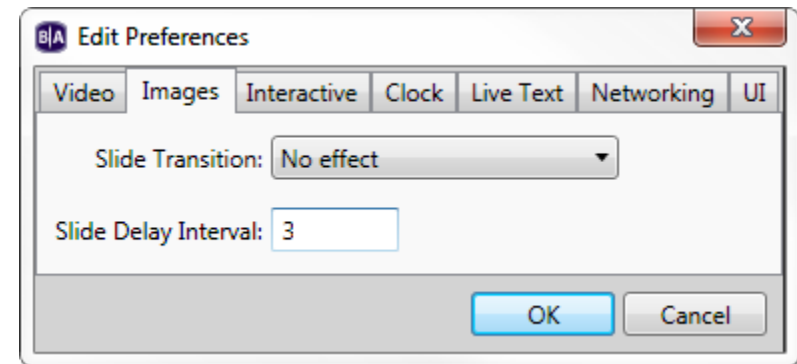 B|A Edit Preferences
Video Images Interactive Clock Live Text Networking UI
Slide Transition: No effect
Slide Delay Interval: 3
OK Cancel